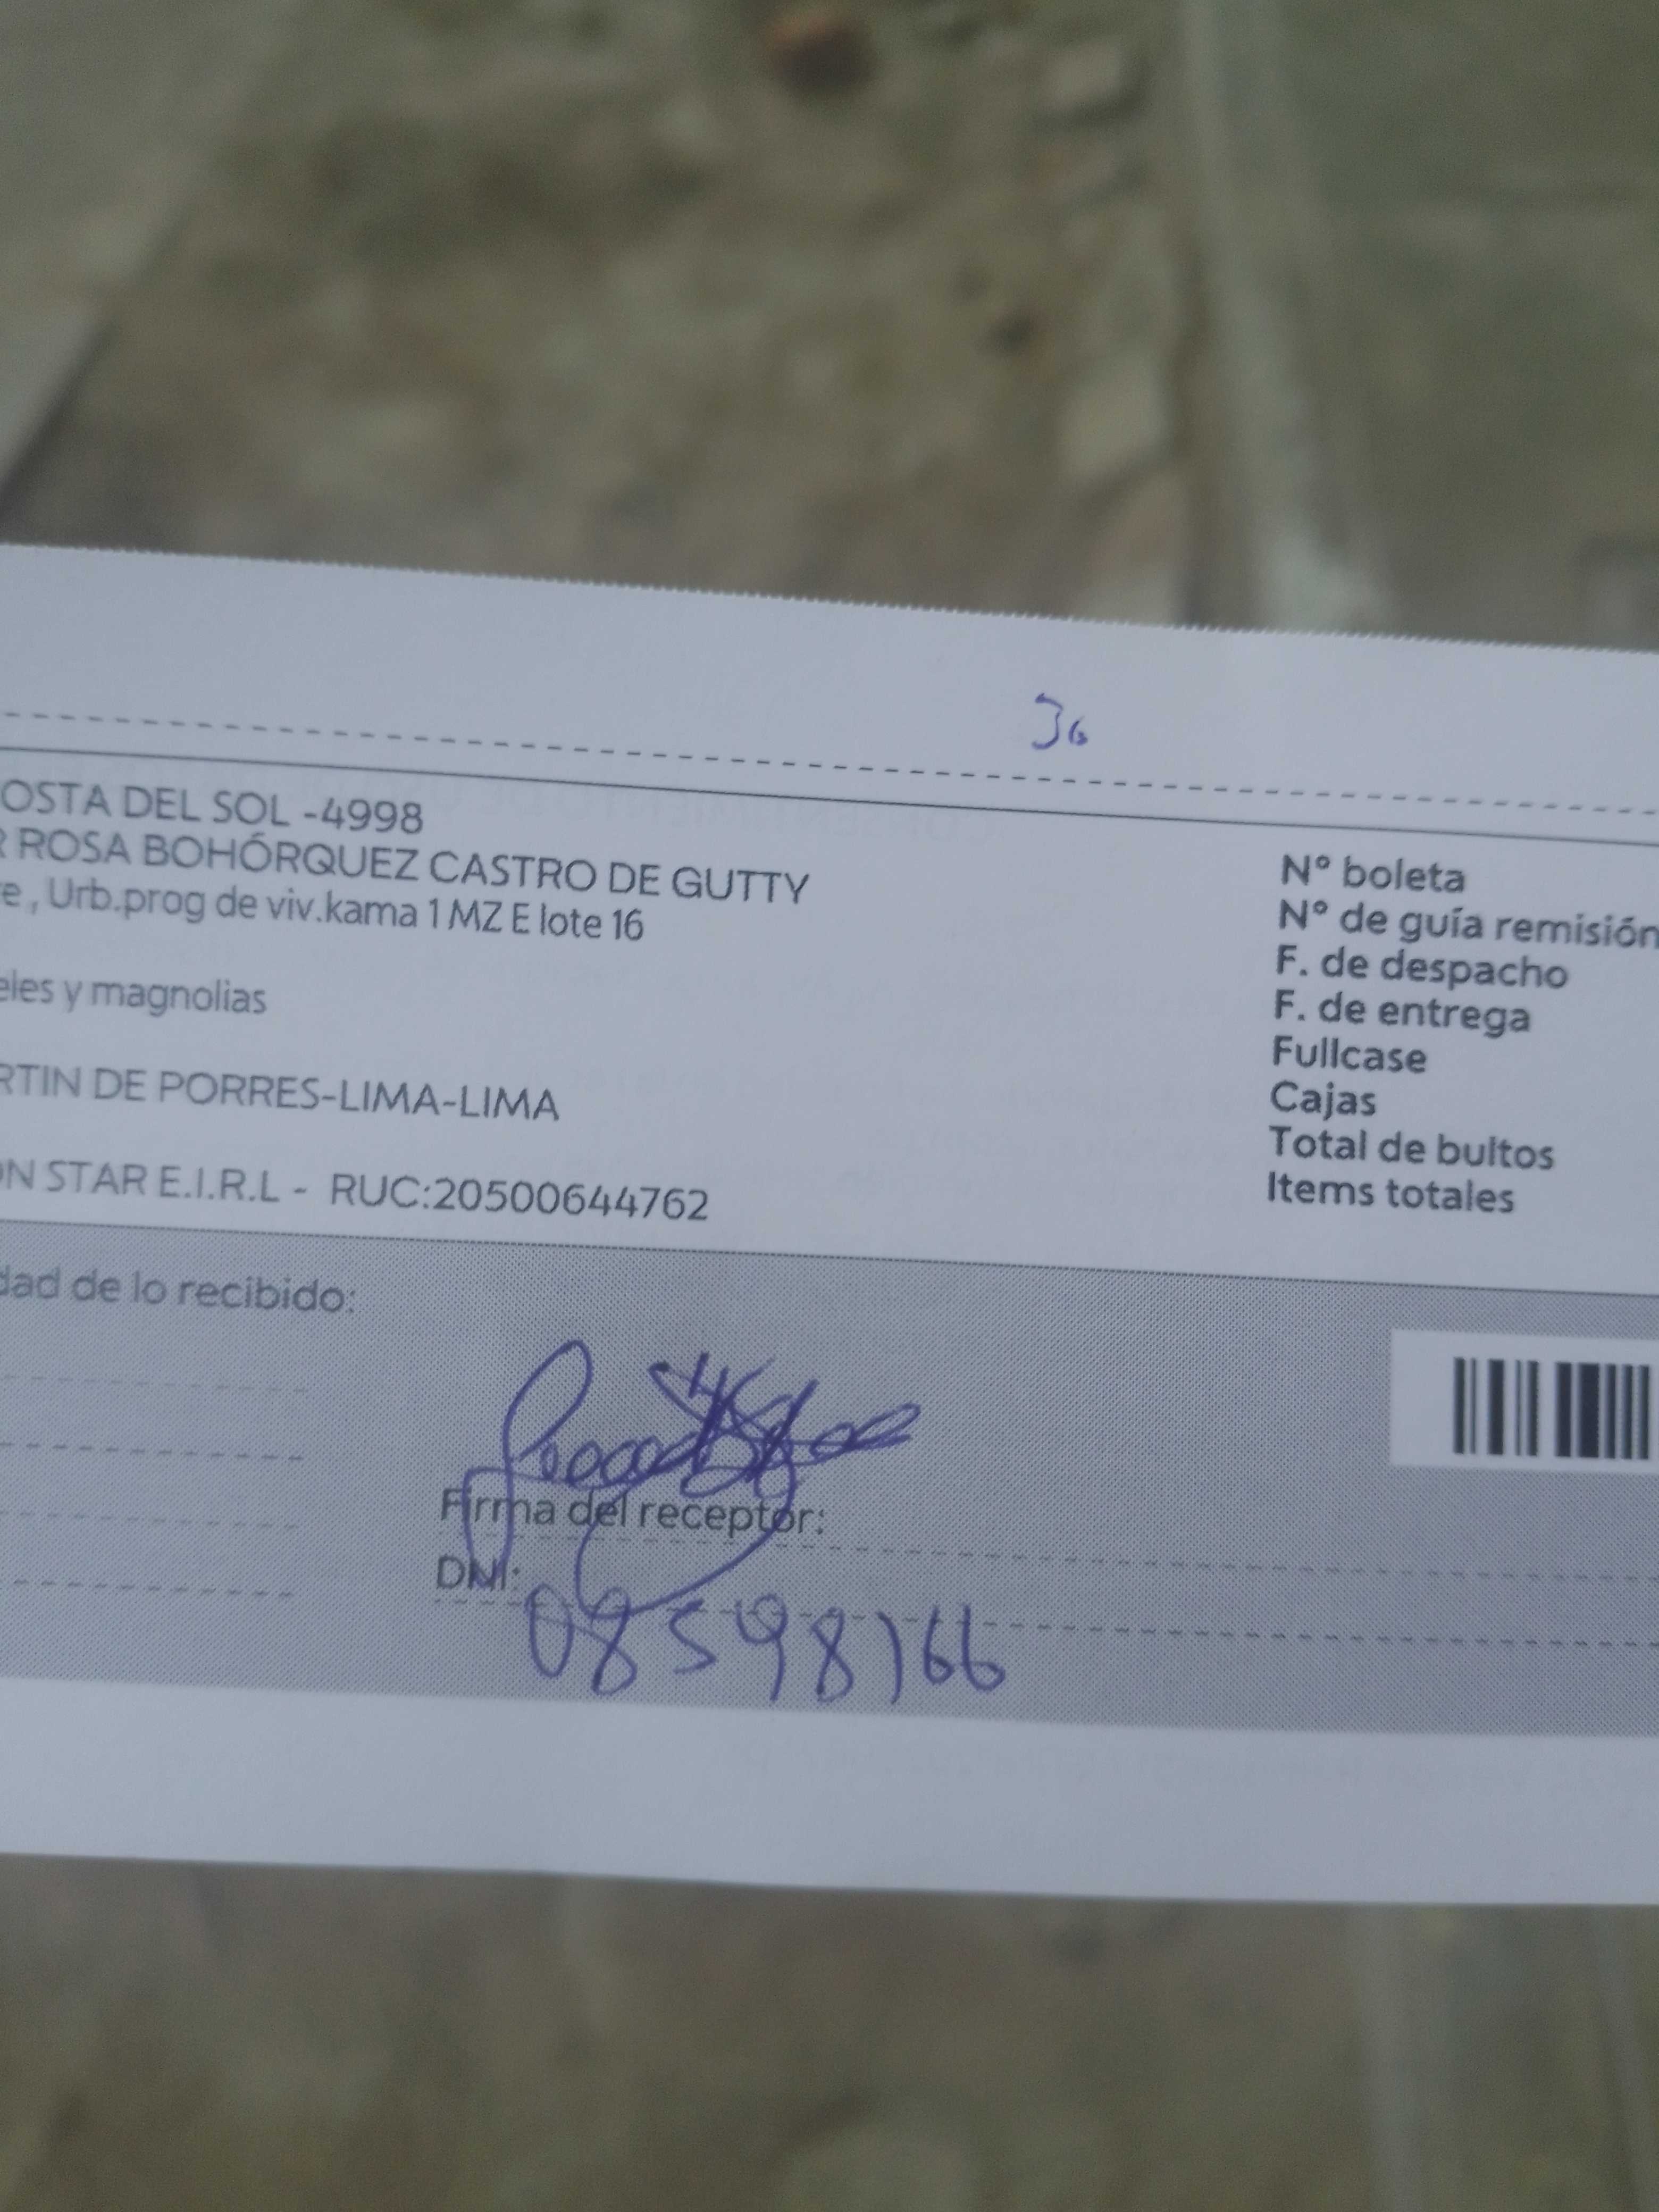 36
OSTA DEL SOL -4998
R ROSA BOHÓRQUEZ CASTRO DE GUTTY
e, Urb.prog de viv.kama 1 MZ E lote 16
eles y magnolias
RTIN DE PORRES-LIMA-LIMA
ON STAR E.I.R.L - RUC:20500644762
N° boleta
N° de guía remisión
F. de despacho
F. de entrega
Fullcase
Cajas
Total de bultos
Items totales
dad de lo recibido:
Firma del receptor:
DNI:
08598166